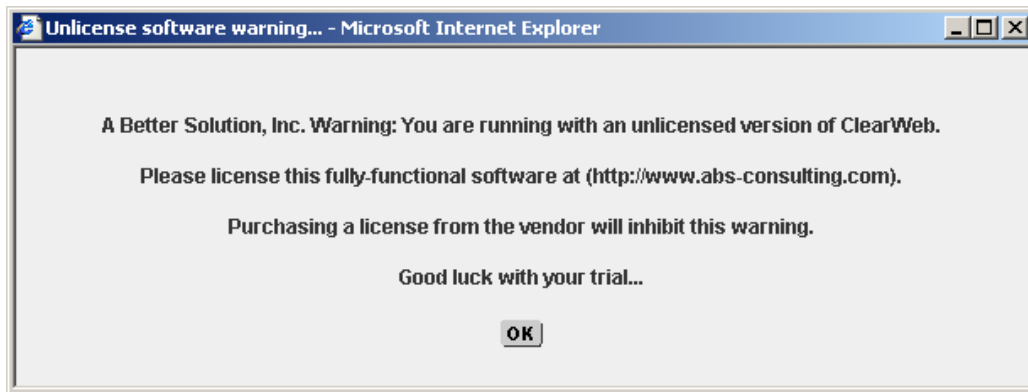 Unlicense software warning... - Microsoft Internet Explorer
A Better Solution, Inc. Warning: You are running with an unlicensed version of ClearWeb.
Please license this fully-functional software at (http://www.abs-consulting.com).
Purchasing a license from the vendor will inhibit this warning.
Good luck with your trial...
OK